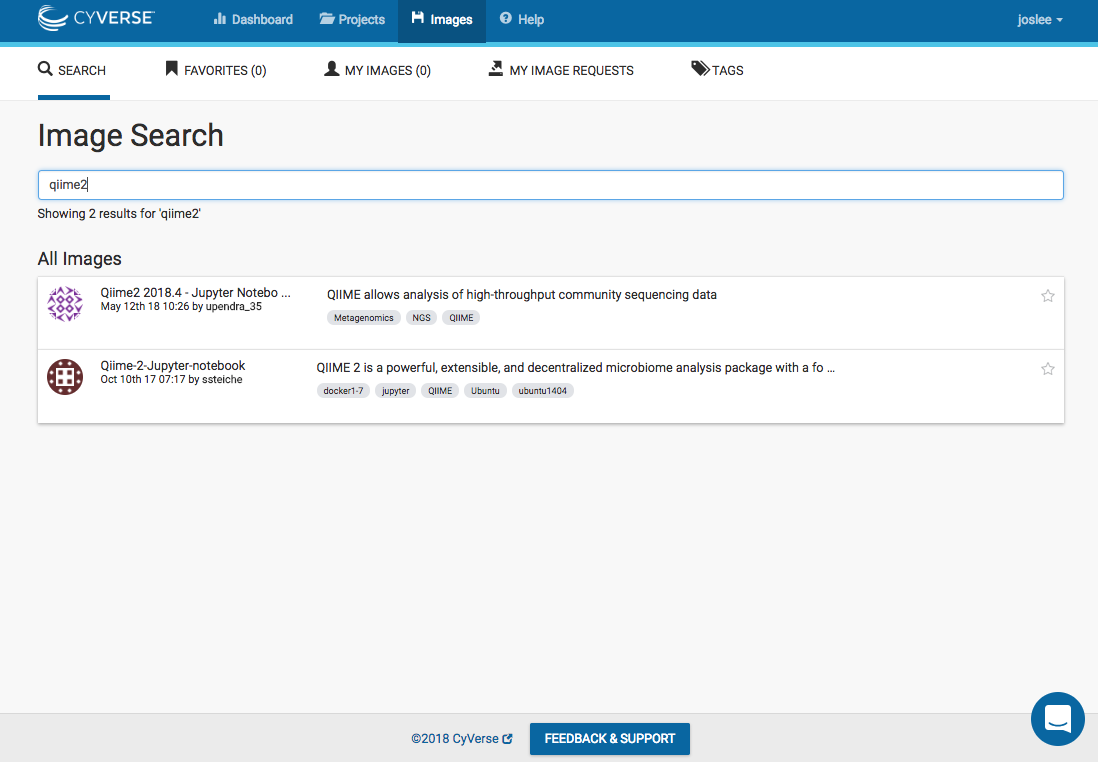 CYVERSE Dashboard Projects Images Help joslee
SEARCH FAVORITES (0) MY IMAGES (0) MY IMAGE REQUESTS TAGS
Image Search
qiime2
Showing 2 results for 'qiime2'
All Images
Qiime2 2018.4 - Jupyter Notebo ...
May 12th 18 10:26 by upendra_35
QIIME allows analysis of high-throughput community sequencing data
Metagenomics NGS QIIME
Qiime-2-Jupyter-notebook
Oct 10th 17 07:17 by ssteiche
QIIME 2 is a powerful, extensible, and decentralized microbiome analysis package with a fo ...
docker1-7 jupyter QIIME Ubuntu ubuntu1404
©2018 CyVerse FEEDBACK & SUPPORT